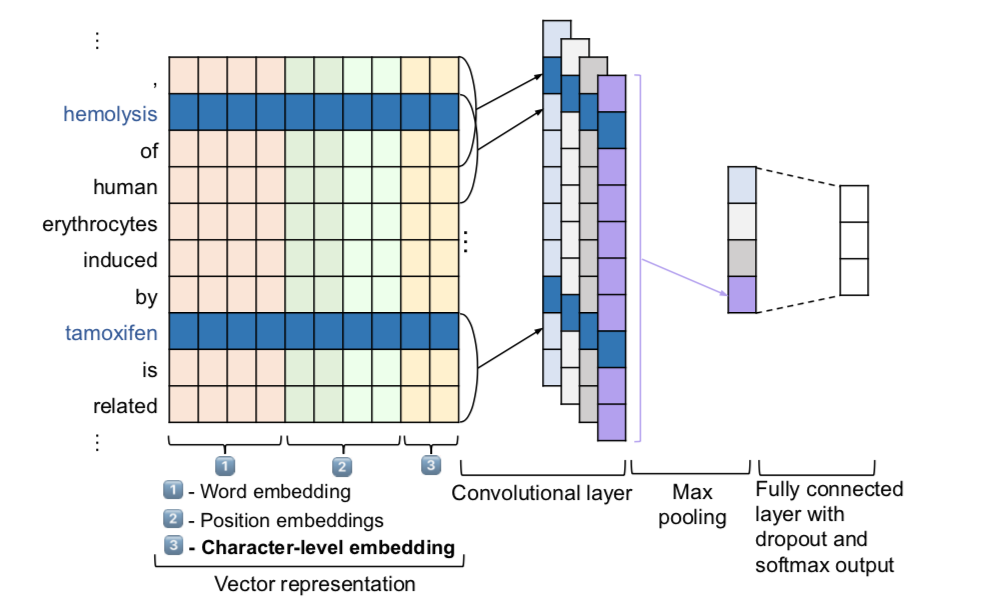 ⋮
,
hemolysis
of
human
erythrocytes
induced
⋮
by
tamoxifen
is
related
⋮
1 2 3
1 - Word embedding
2 - Position embeddings
3 - Character-level embedding
Vector representation
Convolutional layer
Max
pooling
Fully connected
layer with
dropout and
softmax output